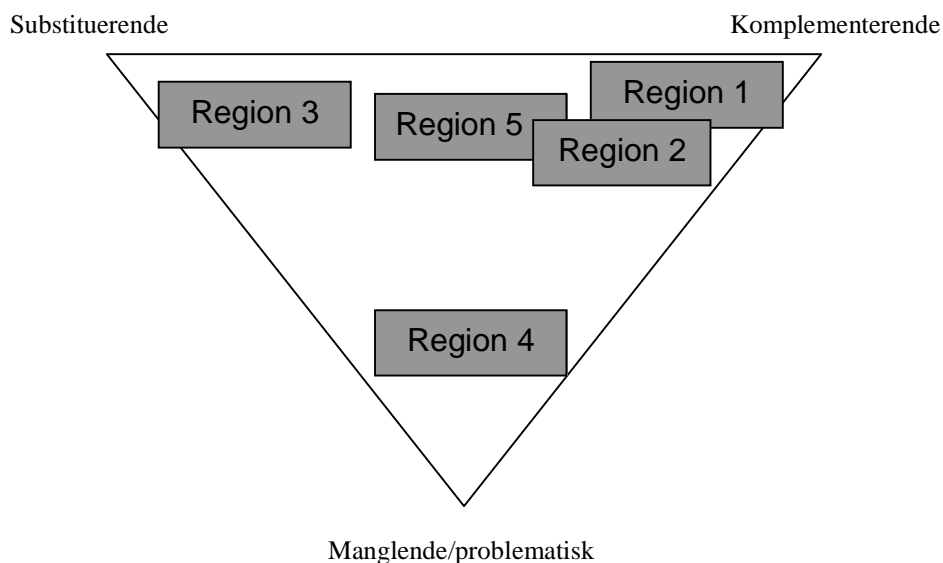 Substituerende
Komplementerende
Region 1
Region 3
Region 5
Region 2
Region 4
Manglende/problematisk